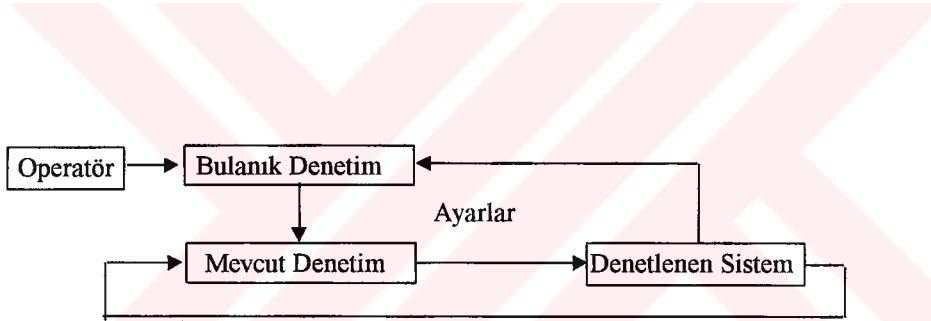 Operatör
Bulanık Denetim
Ayarlar
Mevcut Denetim
Denetlenen Sistem